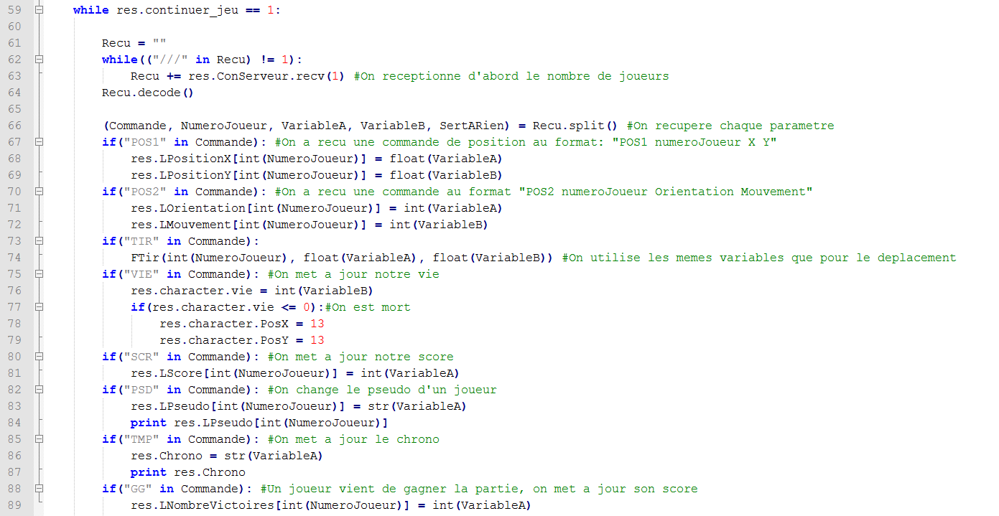 59 while res.continuer_jeu == 1:
60
61 Recu = ""
62 while(("///" in Recu) != 1):
63 Recu += res.ConServeur.recv(1) #On receptionne d'abord le nombre de joueurs
64 Recu.decode()
65
66 (Commande, NumeroJoueur, VariableA, VariableB, SertARien) = Recu.split() #On recupere chaque parametre
67 if("POS1" in Commande): #On a recu une commande de position au format: "POS1 numeroJoueur X Y"
68 res.LPositionX[int(NumeroJoueur)] = float(VariableA)
69 res.LPositionY[int(NumeroJoueur)] = float(VariableB)
70 if("POS2" in Commande): #On a recu une commande au format "POS2 numeroJoueur Orientation Mouvement"
71 res.LOrientation[int(NumeroJoueur)] = int(VariableA)
72 res.LMouvement[int(NumeroJoueur)] = int(VariableB)
73 if("TIR" in Commande):
74 FTir(int(NumeroJoueur), float(VariableA), float(VariableB)) #On utilise les memes variables que pour le deplacement
75 if("VIE" in Commande): #On met a jour notre vie
76 res.character.vie = int(VariableB)
77 if(res.character.vie <= 0):#On est mort
78 res.character.PosX = 13
79 res.character.PosY = 13
80 if("SCR" in Commande): #On met a jour notre score
81 res.LScore[int(NumeroJoueur)] = int(VariableA)
82 if("PSD" in Commande): #On change le pseudo d'un joueur
83 res.LPseudo[int(NumeroJoueur)] = str(VariableA)
84 print res.LPseudo[int(NumeroJoueur)]
85 if("TMP" in Commande): #On met a jour le chrono
86 res.Chrono = str(VariableA)
87 print res.Chrono
88 if("GG" in Commande): #Un joueur vient de gagner la partie, on met a jour son score
89 res.LNombreVictoires[int(NumeroJoueur)] = int(VariableA)